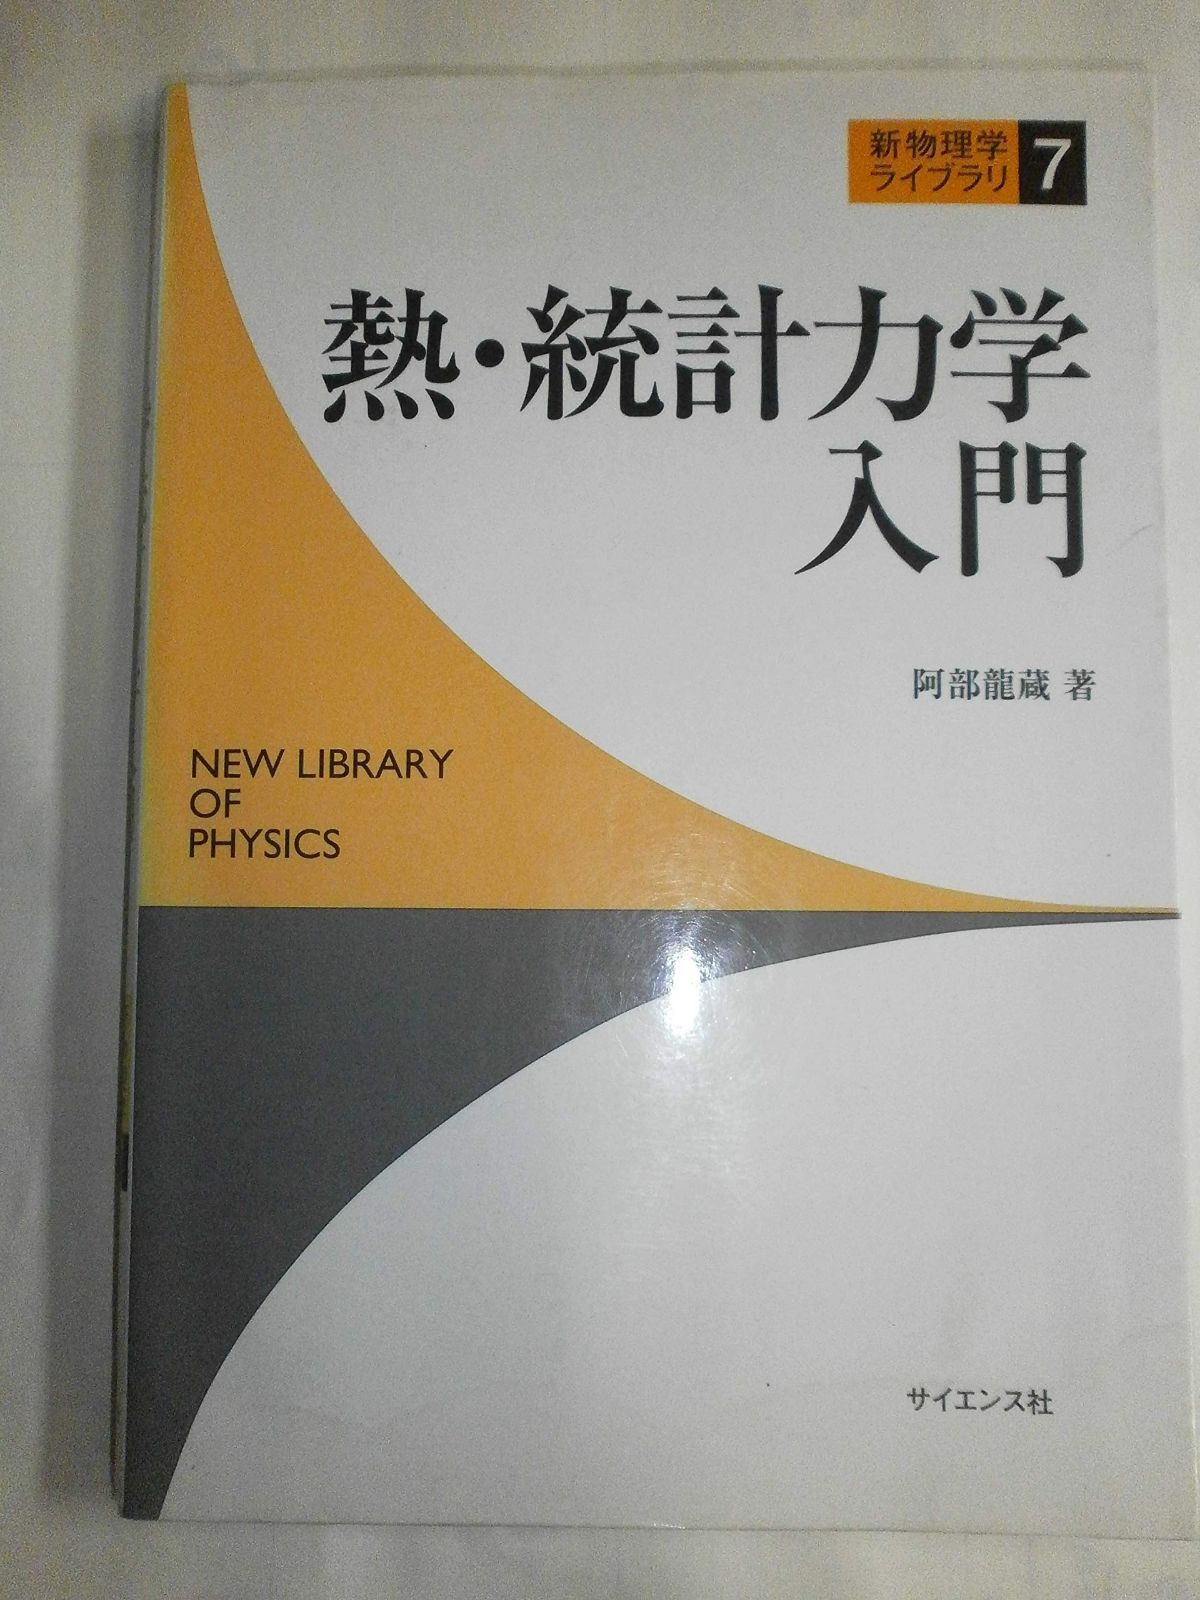 新物理学
ライブラリ 7
熱・統計力学
入門
阿部龍蔵 著
NEW LIBRARY
OF
PHYSICS
サイエンス社